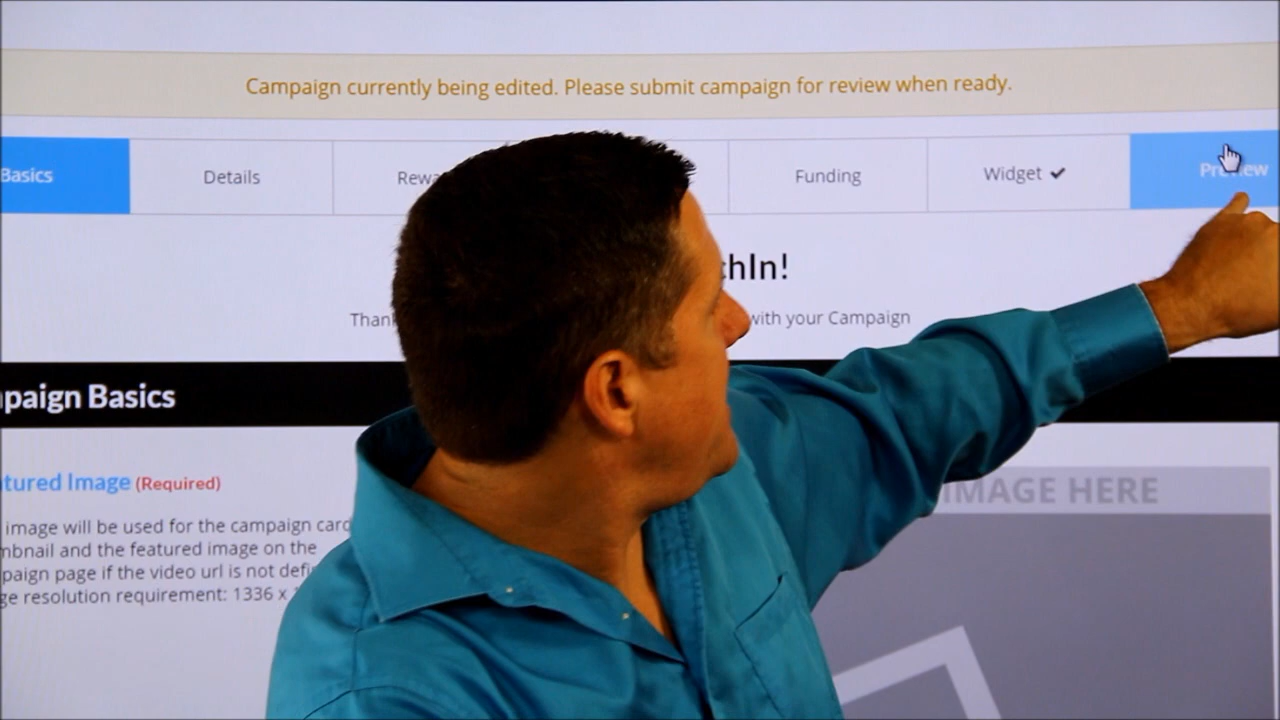 Campaign currently being edited. Please submit campaign for review when ready.
Basics Details Funding Widget ✔ Preview
chIn!
with your Campaign
paign Basics
tured Image (Required)
image will be used for the campaign card
mbnail and the featured image on the
paign page if the video url is not
ge resolution requirement: 1336 x
IMAGE HERE